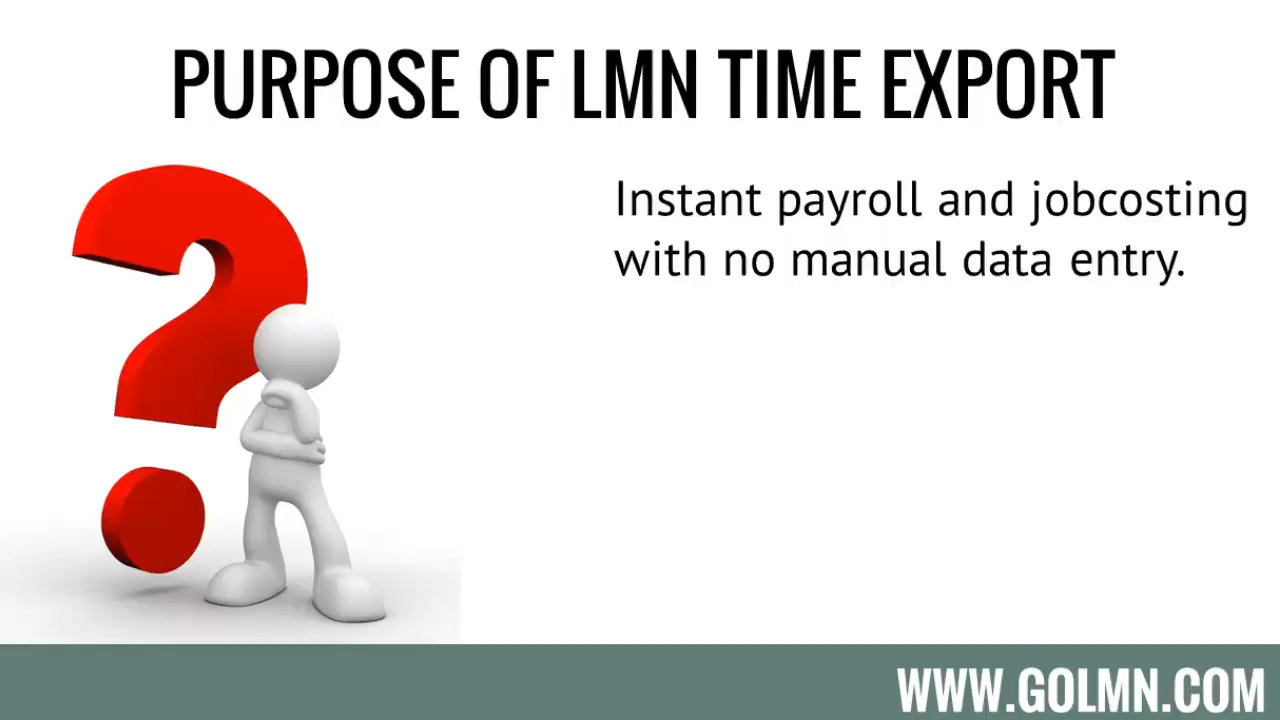 PURPOSE OF LMN TIME EXPORT
Instant payroll and jobcosting
with no manual data entry.
WWW.GOLMN.COM